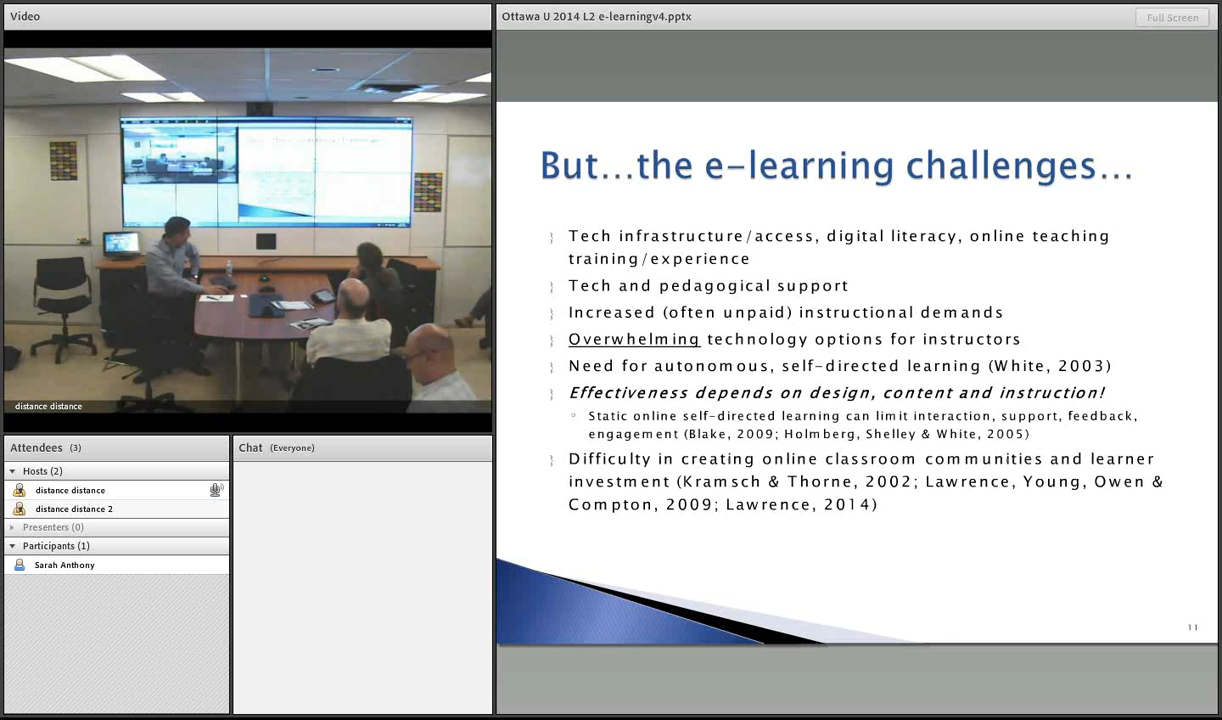 Video
Ottawa U 2014 L2 e-learningv4.pptx
Full Screen
But...the e-learning challenges...
Tech infrastructure/access, digital literacy, online teaching
training/experience
Tech and pedagogical support
Increased (often unpaid) instructional demands
Overwhelming technology options for instructors
Need for autonomous, self-directed learning (White, 2003)
Effectiveness depends on design, content and instruction!
Static online self-directed learning can limit interaction, support, feedback,
engagement (Blake, 2009; Holmberg, Shelley & White, 2005)
Difficulty in creating online classroom communities and learner
investment (Kramsch & Thorne, 2002; Lawrence, Young, Owen &
Compton, 2009; Lawrence, 2014)
11
distance distance
Attendees (3)
Hosts (2)
distance distance
distance distance 2
Presenters (0)
Participants (1)
Sarah Anthony
Chat (Everyone)